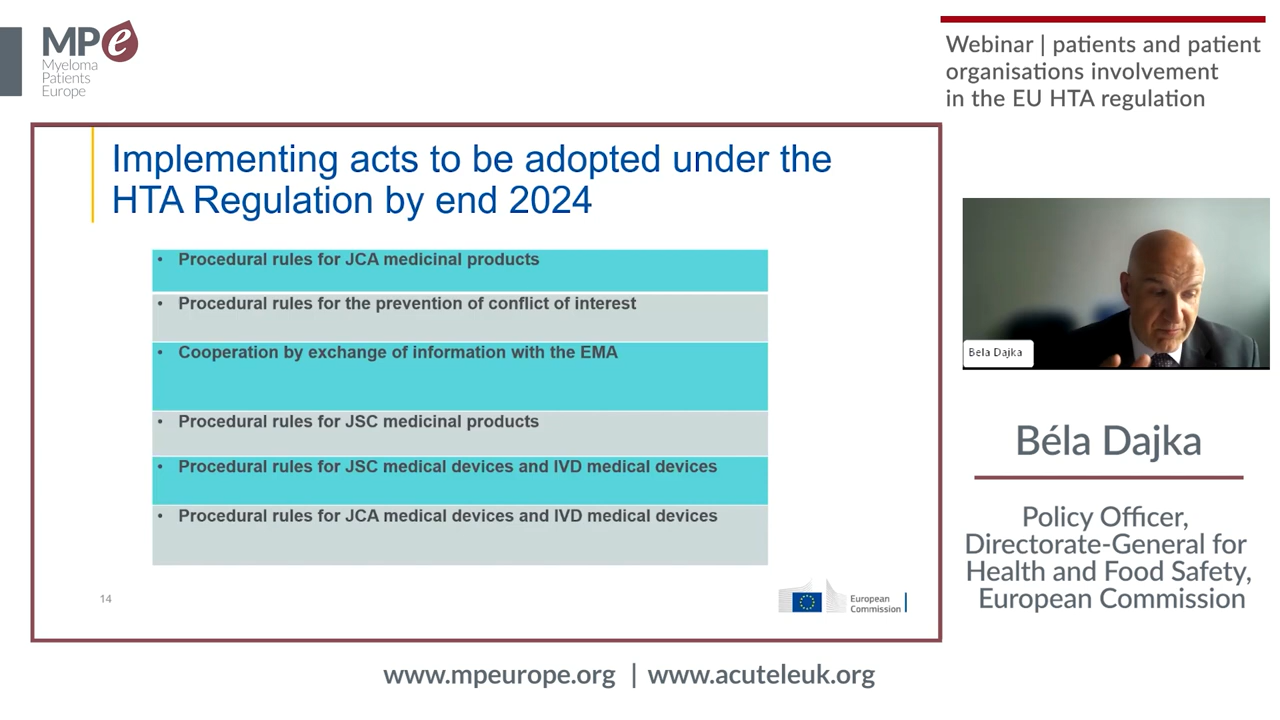 MPe
Myeloma
Patients
Europe
Webinar | patients and patient
organisations involvement
in the EU HTA regulation
Implementing acts to be adopted under the
HTA Regulation by end 2024
• Procedural rules for JCA medicinal products
• Procedural rules for the prevention of conflict of interest
• Cooperation by exchange of information with the EMA
• Procedural rules for JSC medicinal products
• Procedural rules for JSC medical devices and IVD medical devices
• Procedural rules for JCA medical devices and IVD medical devices
14
European
Commission
Bela Dajka
Béla Dajka
Policy Officer,
Directorate-General for
Health and Food Safety,
European Commission
www.mpeurope.org | www.acuteleuk.org